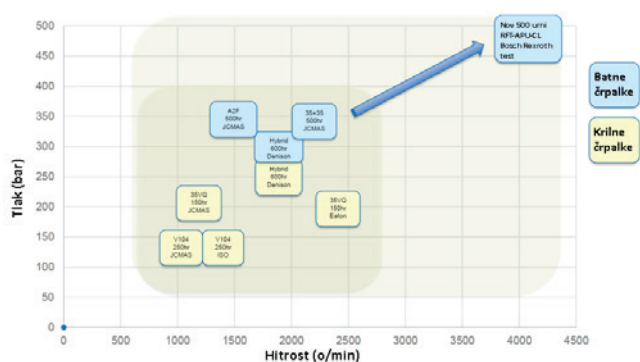 500
450
400
350
300
250
200
150
100
50
0
Tlak (bar)
Nov 500 urni
RFT-APU-CL
Bosch Rexroth
test
Batne
črpalke
Krilne
črpalke
A2F
500hr
JCMAS
35+35
500hr
JCMAS
Hybrid
600hr
Denison
Hybrid
600hr
Denison
35VQ
150hr
JCMAS
35VQ
150hr
Eaton
V104
250hr
JCMAS
V104
250hr
ISO
0
500
1000
1500
2000
2500
3000
3500
4000
4500
Hitrost (o/min)